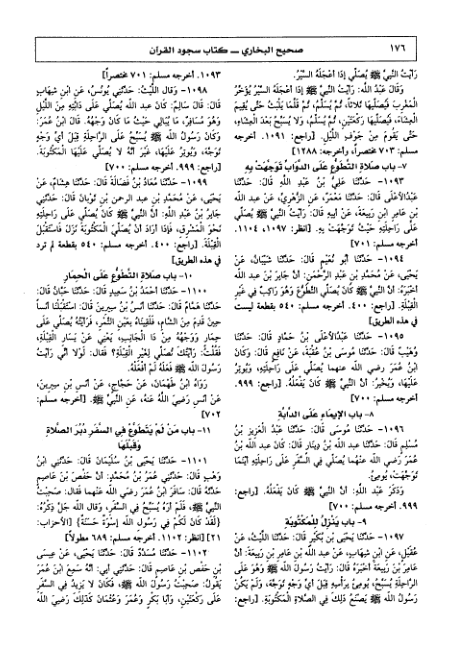 ١٧٦
صحيح البخاري ــ كتاب سجود القرآن
رَأَيْتُ النَّبِيَّ ﷺ يُصَلِّي إِذَا أَعْجَلَهُ السَّيْرُ.
وَقَالَ عَبْدُ اللَّهِ: رَأَيْتُ النَّبِيَّ ﷺ إِذَا أَعْجَلَهُ السَّيْرُ يُؤَخِّرُ
الْمَغْرِبَ فَيُصَلِّيهَا ثَلَاثًا، ثُمَّ يُسَلِّمُ، ثُمَّ قَلَّمَا يَلْبَثُ حَتَّى يُقِيمَ
الْعِشَاءَ، فَيُصَلِّيهَا رَكْعَتَيْنِ، ثُمَّ يُسَلِّمُ، وَلَا يُسَبِّحُ بَعْدَ الْعِشَاءِ،
حَتَّى يَقُومَ مِنْ جَوْفِ اللَّيْلِ. [راجع: ١٠٩١. أخرجه
مسلم: ٧٠٣ مختصراً، وأخرجه: ١٢٨٨]
٧- باب صَلَاةِ التَّطَوُّعِ عَلَى الدَّوَابِّ تَوَجَّهَتْ بِهِ
١٠٩٣- حَدَّثَنَا عَلِيُّ بْنُ عَبْدِ اللَّهِ قَالَ: حَدَّثَنَا
عَبْدُالأَعْلَى قَالَ: حَدَّثَنَا مَعْمَرٌ، عَنِ الزُّهْرِيِّ، عَنْ عَبْدِ اللَّهِ
بْنِ عَامِرِ بْنِ رَبِيعَةَ، عَنْ أَبِيهِ قَالَ: رَأَيْتُ النَّبِيَّ ﷺ يُصَلِّي عَلَى
رَاحِلَتِهِ حَيْثُ تَوَجَّهَتْ بِهِ. [انظر: ١٠٩٧، ١١٠٤.
أخرجه مسلم: ٧٠١]
١٠٩٤- حَدَّثَنَا أَبُو نُعَيْمٍ قَالَ: حَدَّثَنَا شَيْبَانُ، عَنْ
يَحْيَى، عَنْ مُحَمَّدِ بْنِ عَبْدِ الرَّحْمَنِ: أَنَّ جَابِرَ بْنَ عَبْدِ اللَّهِ
أَخْبَرَهُ: أَنَّ النَّبِيَّ ﷺ كَانَ يُصَلِّي التَّطَوُّعَ وَهُوَ رَاكِبٌ فِي غَيْرِ
الْقِبْلَةِ. [راجع: ٤٠٠. أخرجه مسلم: ٥٤٠ بقطعة ليست
في هذه الطريق]
١٠٩٥- حَدَّثَنَا عَبْدُالأَعْلَى بْنُ حَمَّادٍ قَالَ: حَدَّثَنَا
وُهَيْبٌ قَالَ: حَدَّثَنَا مُوسَى بْنُ عُقْبَةَ، عَنْ نَافِعٍ قَالَ: وَكَانَ
ابْنُ عُمَرَ رضي الله عنهما يُصَلِّي عَلَى رَاحِلَتِهِ، وَيُوتِرُ
عَلَيْهَا، وَيُخْبِرُ: أَنَّ النَّبِيَّ ﷺ كَانَ يَفْعَلُهُ. [راجع: ٩٩٩.
أخرجه مسلم: ٧٠٠]
٨- باب الإِيمَاءِ عَلَى الدَّابَّةِ
١٠٩٦- حَدَّثَنَا مُوسَى قَالَ: حَدَّثَنَا عَبْدُ الْعَزِيزِ بْنُ
مُسْلِمٍ قَالَ: حَدَّثَنَا عَبْدُ اللَّهِ بْنُ دِينَارٍ قَالَ: كَانَ عَبْدُ اللَّهِ بْنُ
عُمَرَ رضي الله عنهما يُصَلِّي فِي السَّفَرِ عَلَى رَاحِلَتِهِ أَيْنَمَا
تَوَجَّهَتْ، يُومِئُ.
وَذَكَرَ عَبْدُ اللَّهِ: أَنَّ النَّبِيَّ ﷺ كَانَ يَفْعَلُهُ. [راجع:
٩٩٩. أخرجه مسلم: ٧٠٠]
٩- باب يَنْزِلُ لِلْمَكْتُوبَةِ
١٠٩٧- حَدَّثَنَا يَحْيَى بْنُ بُكَيْرٍ قَالَ: حَدَّثَنَا اللَّيْثُ، عَنْ
عُقَيْلٍ، عَنِ ابْنِ شِهَابٍ، عَنْ عَبْدِ اللَّهِ بْنِ عَامِرِ بْنِ رَبِيعَةَ: أَنَّ
عَامِرَ بْنَ رَبِيعَةَ أَخْبَرَهُ قَالَ: رَأَيْتُ رَسُولَ اللَّهِ ﷺ وَهُوَ عَلَى
الرَّاحِلَةِ يُسَبِّحُ، يُومِئُ بِرَأْسِهِ قِبَلَ أَيِّ وَجْهٍ تَوَجَّهَ، وَلَمْ يَكُنْ
رَسُولُ اللَّهِ ﷺ يَصْنَعُ ذَلِكَ فِي الصَّلَاةِ الْمَكْتُوبَةِ. [راجع:
١٠٩٣. أخرجه مسلم: ٧٠١ مختصراً]
١٠٩٨- وَقَالَ اللَّيْثُ: حَدَّثَنِي يُونُسُ، عَنِ ابْنِ شِهَابٍ
قَالَ: قَالَ سَالِمٌ: كَانَ عَبْدُ اللَّهِ يُصَلِّي عَلَى دَابَّتِهِ مِنَ اللَّيْلِ
وَهُوَ مُسَافِرٌ، مَا يُبَالِي حَيْثُ مَا كَانَ وَجْهُهُ. قَالَ ابْنُ عُمَرَ:
وَكَانَ رَسُولُ اللَّهِ ﷺ يُسَبِّحُ عَلَى الرَّاحِلَةِ قِبَلَ أَيِّ وَجْهٍ
تَوَجَّهَ، وَيُوتِرُ عَلَيْهَا، غَيْرَ أَنَّهُ لَا يُصَلِّي عَلَيْهَا الْمَكْتُوبَةَ.
[راجع: ٩٩٩. أخرجه مسلم: ٧٠٠]
١٠٩٩- حَدَّثَنَا مُعَاذُ بْنُ فَضَالَةَ قَالَ: حَدَّثَنَا هِشَامٌ، عَنْ
يَحْيَى، عَنْ مُحَمَّدِ بْنِ عَبْدِ الرحمن بْنِ ثَوْبَانَ قَالَ: حَدَّثَنِي
جَابِرُ بْنُ عَبْدِ اللَّهِ: أَنَّ النَّبِيَّ ﷺ كَانَ يُصَلِّي عَلَى رَاحِلَتِهِ
نَحْوَ الْمَشْرِقِ، فَإِذَا أَرَادَ أَنْ يُصَلِّيَ الْمَكْتُوبَةَ نَزَلَ فَاسْتَقْبَلَ
الْقِبْلَةَ. [راجع: ٤٠٠. أخرجه مسلم: ٥٤٠ بقطعة لم ترد
في هذه الطريق]
١٠- باب صَلَاةِ التَّطَوُّعِ عَلَى الْحِمَارِ
١١٠٠- حَدَّثَنَا أَحْمَدُ بْنُ سَعِيدٍ قَالَ: حَدَّثَنَا حَبَّانُ قَالَ:
حَدَّثَنَا هَمَّامٌ قَالَ: حَدَّثَنَا أَنَسُ بْنُ سِيرِينَ قَالَ: اسْتَقْبَلْنَا أَنَساً
حِينَ قَدِمَ مِنَ الشَّامِ، فَلَقِينَاهُ بِعَيْنِ التَّمْرِ، فَرَأَيْتُهُ يُصَلِّي عَلَى
حِمَارٍ وَوَجْهُهُ مِنْ ذَا الْجَانِبِ، يَعْنِي عَنْ يَسَارِ الْقِبْلَةِ،
فَقُلْتُ: رَأَيْتُكَ تُصَلِّي لِغَيْرِ الْقِبْلَةِ؟ فَقَالَ: لَوْلَا أَنِّي رَأَيْتُ
رَسُولَ اللَّهِ ﷺ فَعَلَهُ لَمْ أَفْعَلْهُ.
رَوَاهُ ابْنُ طَهْمَانَ، عَنْ حَجَّاجٍ، عَنْ أَنَسِ بْنِ سِيرِينَ،
عَنْ أَنَسٍ رَضِيَ اللَّهُ عَنْهُ، عَنِ النَّبِيِّ ﷺ. [أخرجه مسلم:
٧٠٢]
١١- باب مَنْ لَمْ يَتَطَوَّعْ فِي السَّفَرِ دُبُرَ الصَّلَاةِ
وَقَبْلَهَا
١١٠١- حَدَّثَنَا يَحْيَى بْنُ سُلَيْمَانَ قَالَ: حَدَّثَنِي ابْنُ
وَهْبٍ قَالَ: حَدَّثَنِي عُمَرُ بْنُ مُحَمَّدٍ: أَنَّ حَفْصَ بْنَ عَاصِمٍ
حَدَّثَهُ قَالَ: سَافَرَ ابْنُ عُمَرَ رضي الله عنهما فَقَالَ: صَحِبْتُ
النَّبِيَّ ﷺ، فَلَمْ أَرَهُ يُسَبِّحُ فِي السَّفَرِ، وَقَالَ اللَّهُ جَلَّ ذِكْرُهُ:
{لَقَدْ كَانَ لَكُمْ فِي رَسُولِ اللَّهِ إِسْوَةٌ حَسَنَةٌ} [الأحزاب:
٢١] [انظر: ١١٠٢. أخرجه مسلم: ٦٨٩ مطولاً]
١١٠٢- حَدَّثَنَا مُسَدَّدٌ قَالَ: حَدَّثَنَا يَحْيَى، عَنْ عِيسَى
بْنِ حَفْصِ بْنِ عَاصِمٍ قَالَ: حَدَّثَنِي أَبِي: أَنَّهُ سَمِعَ ابْنَ عُمَرَ
يَقُولُ: صَحِبْتُ رَسُولَ اللَّهِ ﷺ، فَكَانَ لَا يَزِيدُ فِي السَّفَرِ
عَلَى رَكْعَتَيْنِ، وَأَبَا بَكْرٍ وَعُمَرَ وَعُثْمَانَ كَذَلِكَ رَضِيَ اللَّهُ